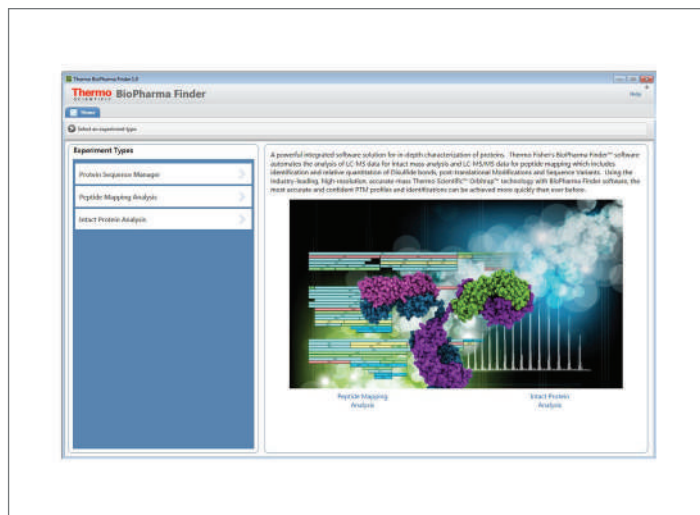 Thermo BioPharma Finder 1.0
Thermo
SCIENTIFIC
BioPharma Finder
Help
Home
Select an experiment type
Experiment Types
Protein Sequence Manager
Peptide Mapping Analysis
Intact Protein Analysis
A powerful integrated software solution for in-depth characterization of proteins. Thermo Fisher's BioPharma Finder™ software
automates the analysis of LC-MS data for Intact mass analysis and LC-MS/MS data for peptide mapping which includes
identification and relative quantitation of Disulfide bonds, post-translational Modifications and Sequence Variants. Using the
industry-leading, high-resolution, accurate-mass Thermo Scientific™ Orbitrap™ technology with BioPharma Finder software, the
most accurate and confident PTM profiles and identifications can be achieved more quickly than ever before.
Peptide Mapping
Analysis
Intact Protein
Analysis